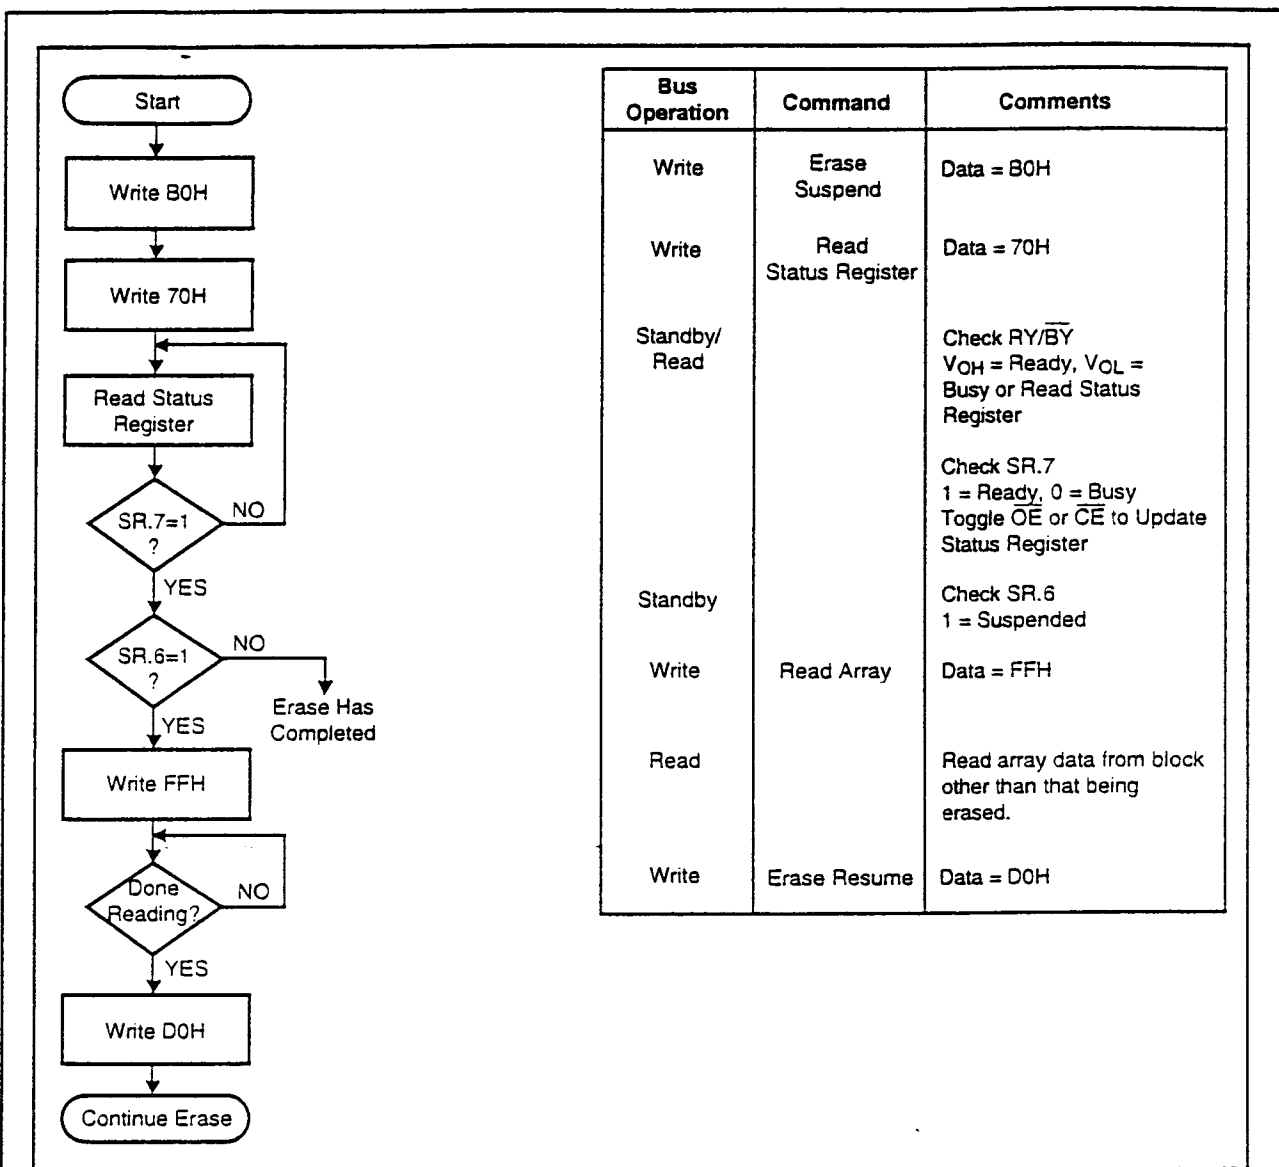 Start
Write B0H
Write 70H
Read Status
Register
SR.7=1
?
NO
YES
SR.6=1
?
NO
YES
Erase Has
Completed
Write FFH
Done
Reading?
NO
YES
Write D0H
Continue Erase
Bus
Operation
Command
Comments
Write
Erase
Suspend
Data = B0H
Write
Read
Status Register
Data = 70H
Standby/
Read
Check RY/B̅Y̅
VOH = Ready, VOL =
Busy or Read Status
Register
Check SR.7
1 = Ready, 0 = Busy
Toggle O̅E̅ or C̅E̅ to Update
Status Register
Standby
Check SR.6
1 = Suspended
Write
Read Array
Data = FFH
Read
Read array data from block
other than that being
erased.
Write
Erase Resume
Data = D0H